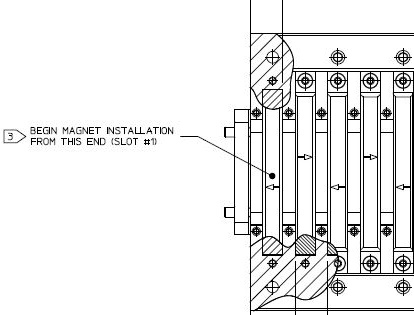 3 BEGIN MAGNET INSTALLATION
FROM THIS END (SLOT #1)